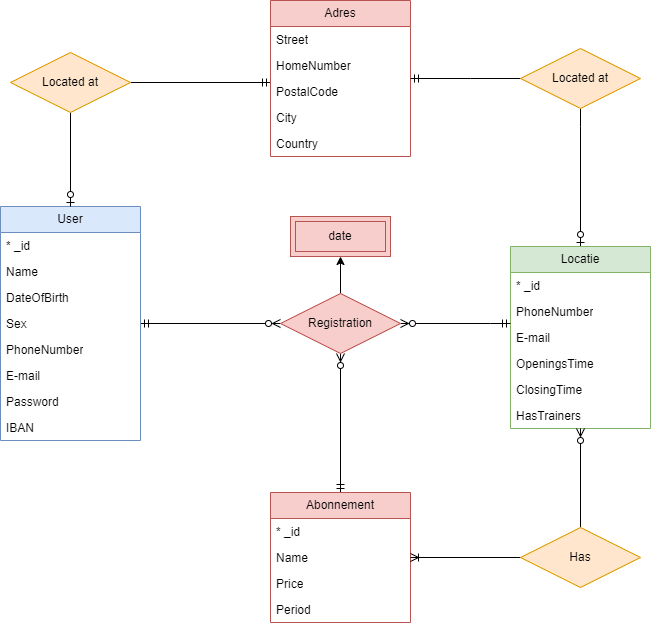 Adres
Street
HomeNumber
PostalCode
City
Country
Located at
Located at
User
* _id
Name
DateOfBirth
Sex
PhoneNumber
E-mail
Password
IBAN
date
Registration
Locatie
* _id
PhoneNumber
E-mail
OpeningsTime
ClosingTime
HasTrainers
Abonnement
* _id
Name
Price
Period
Has